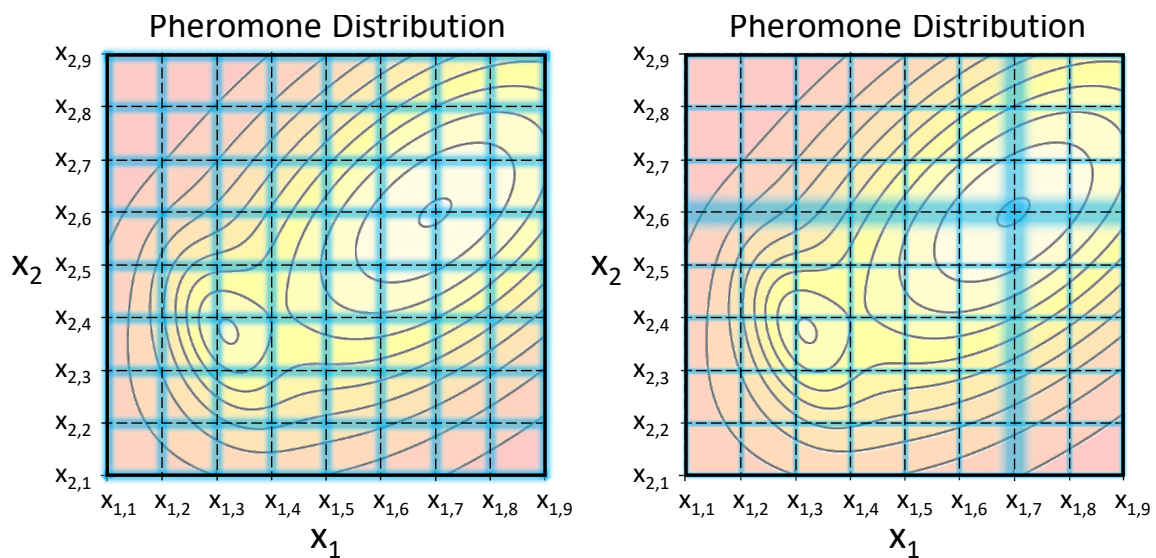 Pheromone Distribution
x2,9
x2,8
x2,7
x2,6
x2,5
x2,4
x2,3
x2,2
x2,1
x2
x1,1 x1,2 x1,3 x1,4 x1,5 x1,6 x1,7 x1,8 x1,9
x1
Pheromone Distribution
x2,9
x2,8
x2,7
x2,6
x2,5
x2,4
x2,3
x2,2
x2,1
x2
x1,1 x1,2 x1,3 x1,4 x1,5 x1,6 x1,7 x1,8 x1,9
x1